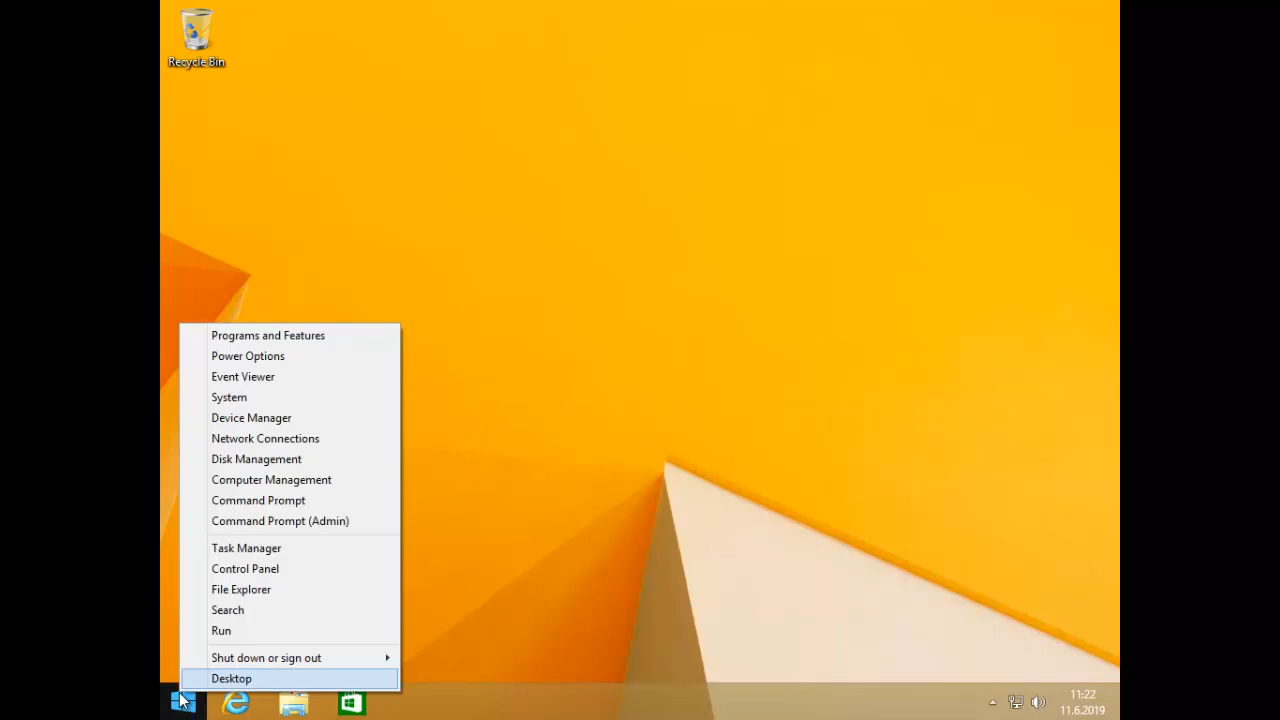 Recycle Bin
Programs and Features
Power Options
Event Viewer
System
Device Manager
Network Connections
Disk Management
Computer Management
Command Prompt
Command Prompt (Admin)
Task Manager
Control Panel
File Explorer
Search
Run
Shut down or sign out
Desktop
11:22
11.6.2019